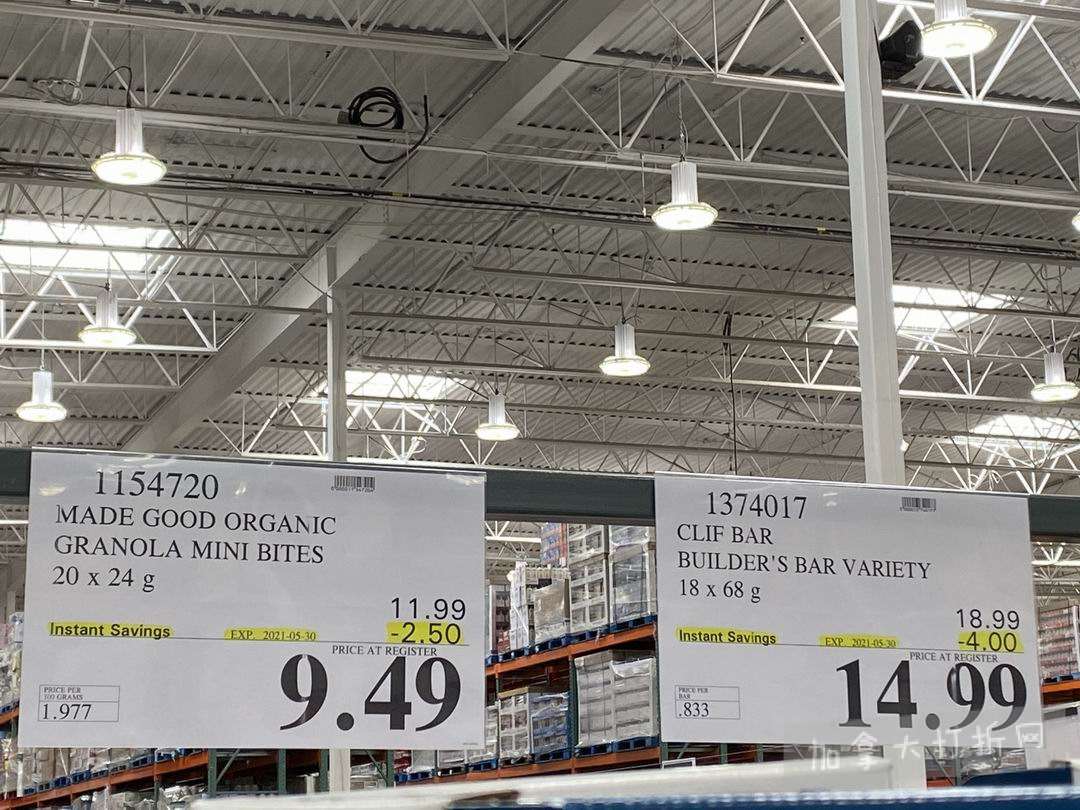 1154720
MADE GOOD ORGANIC
GRANOLA MINI BITES
20 x 24 g
11.99
Instant Savings EXP. 2021-05-30 -2.50
PRICE AT REGISTER
9.49
PRICE PER
100 GRAMS
1.977
1374017
CLIF BAR
BUILDER'S BAR VARIETY
18 x 68 g
18.99
Instant Savings EXP. 2021-05-30 -4.00
PRICE AT REGISTER
14.99
PRICE PER
BAR
.833
加拿大打折网